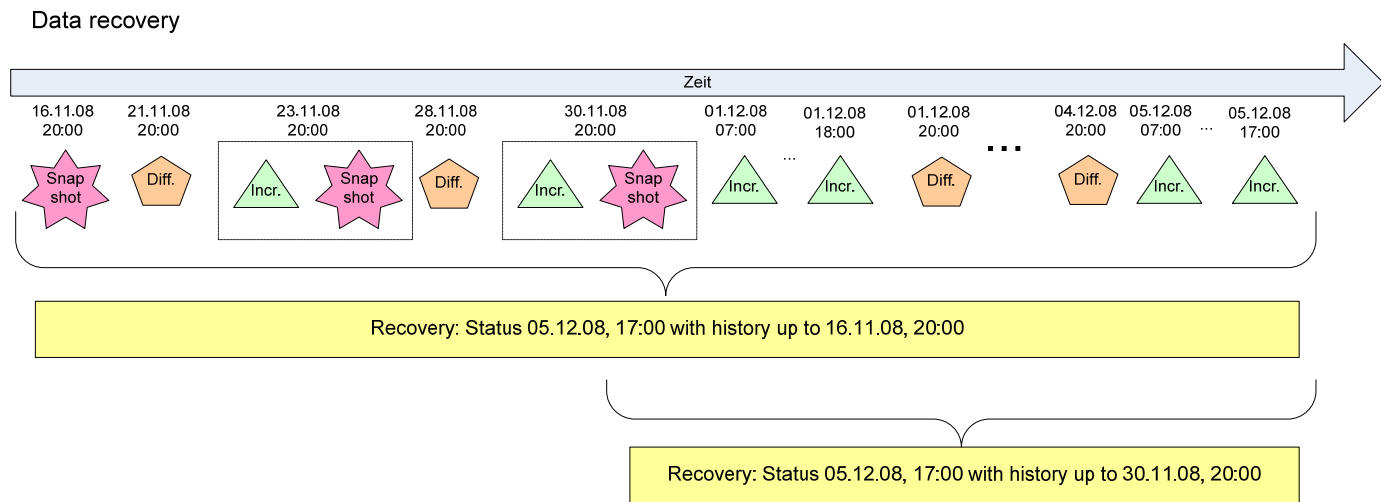 Data recovery
Zeit
16.11.08
20:00
21.11.08
20:00
23.11.08
20:00
28.11.08
20:00
30.11.08
20:00
01.12.08
07:00
01.12.08
18:00
01.12.08
20:00
04.12.08
20:00
05.12.08
07:00
05.12.08
17:00
...
...
...
Snap
shot
Diff.
Incr.
Snap
shot
Diff.
Incr.
Snap
shot
Incr.
Incr.
Diff.
Diff.
Incr.
Incr.
Recovery: Status 05.12.08, 17:00 with history up to 16.11.08, 20:00
Recovery: Status 05.12.08, 17:00 with history up to 30.11.08, 20:00